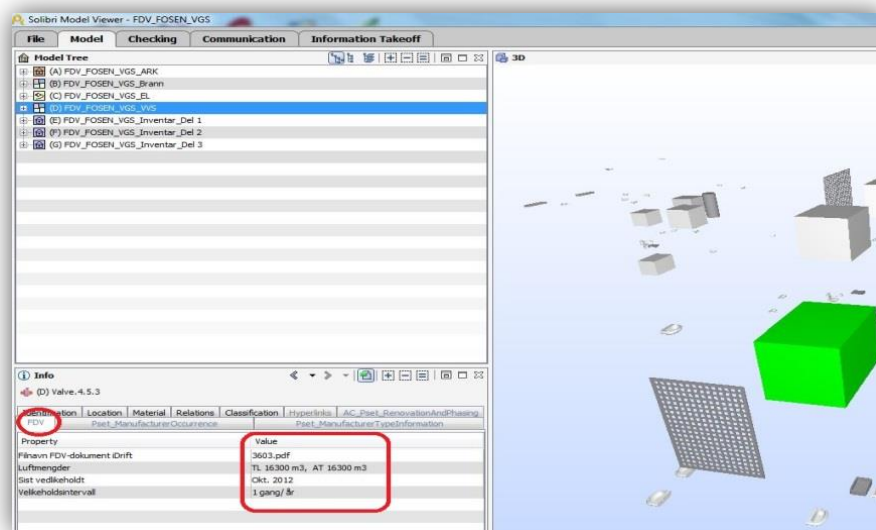 Solibri Model Viewer - FDV_FOSEN_VGS
File Model Checking Communication Information Takeoff
Model Tree
3D
(A) FDV_FOSEN_VGS_ARK
(B) FDV_FOSEN_VGS_Brann
(C) FDV_FOSEN_VGS_EL
(D) FDV_FOSEN_VGS_VVS
(E) FDV_FOSEN_VGS_Inventar_Del 1
(F) FDV_FOSEN_VGS_Inventar_Del 2
(G) FDV_FOSEN_VGS_Inventar_Del 3
Info
(D) Valve.4.5.3
Identification Location Material Relations Classification Hyperlinks AC_Pset_RenovationAndPhasing
FDV Pset_ManufacturerOccurrence Pset_ManufacturerTypeInformation
Property Value
Filnavn FDV-dokument iDrift 3603.pdf
Luftmengder TL 16300 m3, AT 16300 m3
Sist vedlikeholdt Okt. 2012
Velikeholdsintervall 1 gang/ år